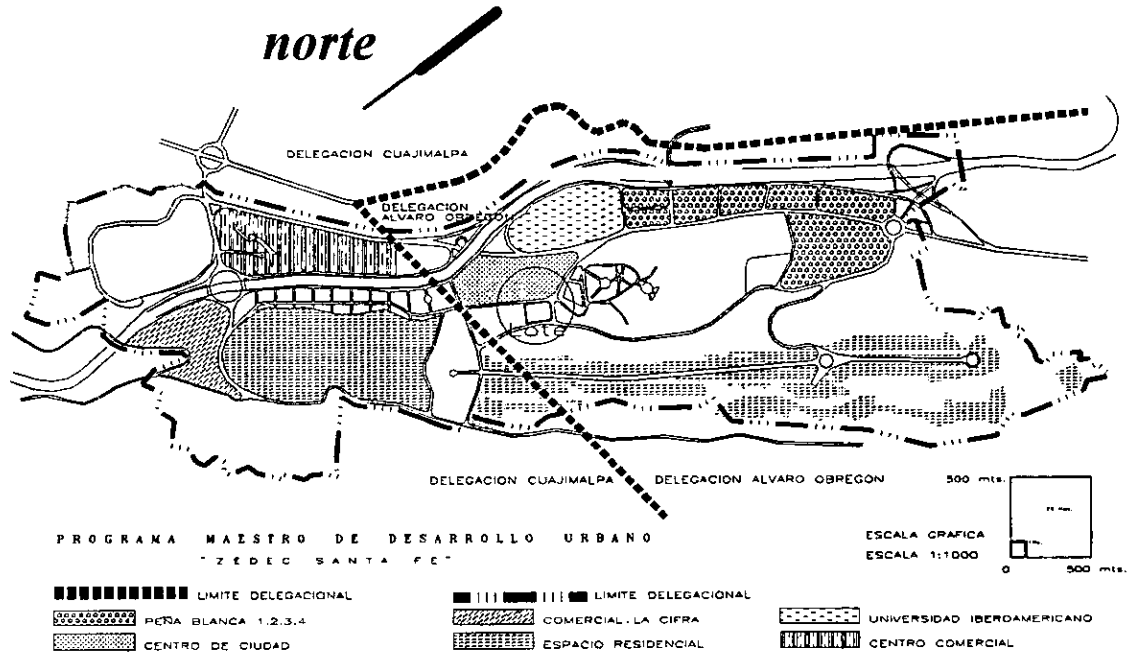 norte
DELEGACION CUAJIMALPA
DELEGACION
ALVARO OBREGON
Lote
DELEGACION CUAJIMALPA DELEGACION ALVARO OBREGON
500 mts.
PROGRAMA MAESTRO DE DESARROLLO URBANO
"ZEDEC SANTA FE"
ESCALA GRAFICA
ESCALA 1:1000
0 500 mts.
LIMITE DELEGACIONAL LIMITE DELEGACIONAL
PEÑA BLANCA 1.2.3.4 COMERCIAL.LA CIFRA UNIVERSIDAD IBEROAMERICANO
CENTRO DE CIUDAD ESPACIO RESIDENCIAL CENTRO COMERCIAL